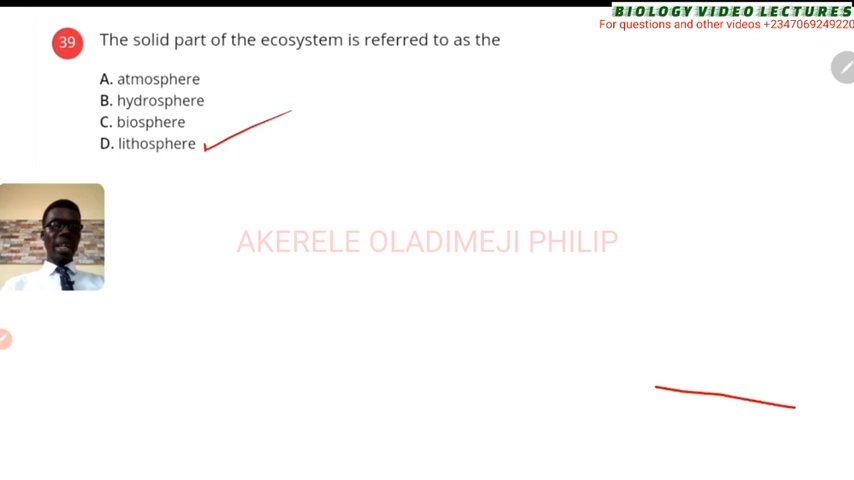 BIOLOGY VIDEO LECTURES
For questions and other videos +2347069249220
39 The solid part of the ecosystem is referred to as the
A. atmosphere
B. hydrosphere
C. biosphere
D. lithosphere
AKERELE OLADIMEJI PHILIP